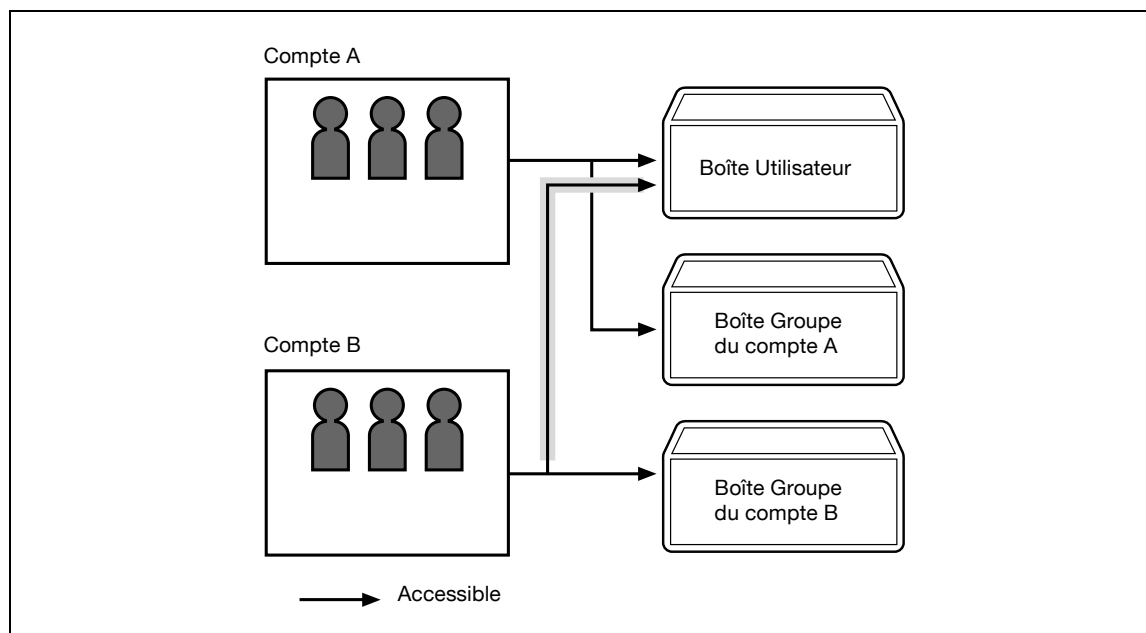 Compte A
Boîte Utilisateur
Boîte Groupe
du compte A
Compte B
Boîte Groupe
du compte B
Accessible